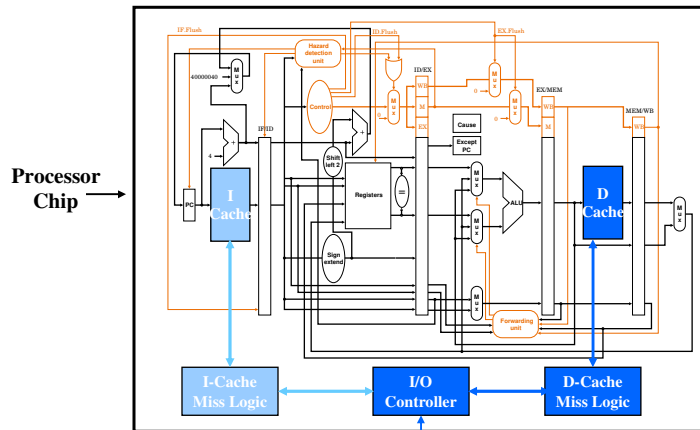 IF.Flush
ID.Flush
EX.Flush
Hazard
detection
unit
M
u
x
40000040
ID/EX
WB
M
EX
M
u
x
0
EX/MEM
WB
M
Control
M
u
x
0
M
u
x
0
Cause
Except
PC
MEM/WB
WB
IF/ID
+
4
+
Shift
left 2
PC
I
Cache
Registers
=
M
u
x
ALU
D
Cache
M
u
x
M
u
x
Sign
extend
M
u
x
Forwarding
unit
Processor
Chip
I-Cache
Miss Logic
I/O
Controller
D-Cache
Miss Logic